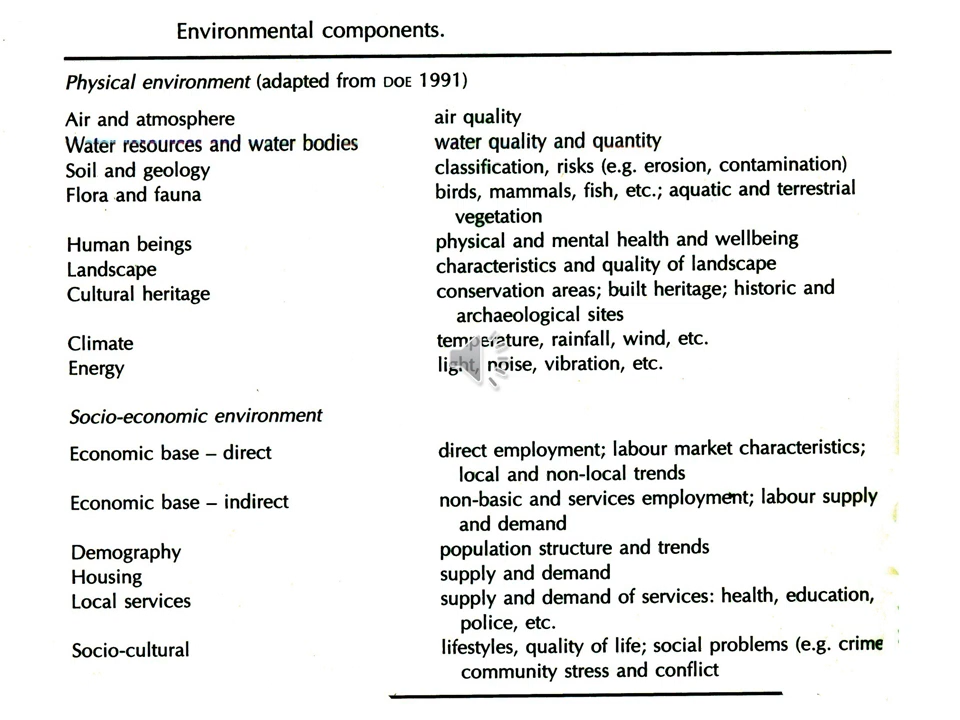 Environmental components.
Physical environment (adapted from DOE 1991)
Air and atmosphere air quality
Water resources and water bodies water quality and quantity
Soil and geology classification, risks (e.g. erosion, contamination)
Flora and fauna birds, mammals, fish, etc.; aquatic and terrestrial
vegetation
Human beings physical and mental health and wellbeing
Landscape characteristics and quality of landscape
Cultural heritage conservation areas; built heritage; historic and
archaeological sites
Climate temperature, rainfall, wind, etc.
Energy light, noise, vibration, etc.
Socio-economic environment
Economic base – direct direct employment; labour market characteristics;
local and non-local trends
Economic base – indirect non-basic and services employment; labour supply
and demand
Demography population structure and trends
Housing supply and demand
Local services supply and demand of services: health, education,
police, etc.
Socio-cultural lifestyles, quality of life; social problems (e.g. crime
community stress and conflict